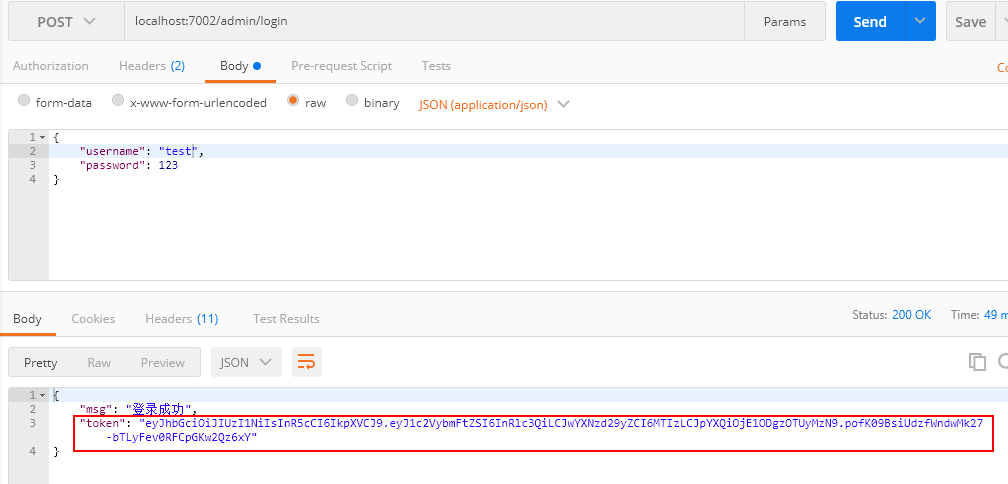 POST localhost:7002/admin/login Params Send Save
Authorization Headers (2) Body Pre-request Script Tests
form-data x-www-form-urlencoded raw binary JSON (application/json)
1 {
2 "username": "test",
3 "password": 123
4 }
Body Cookies Headers (11) Test Results Status: 200 OK Time: 49 m
Pretty Raw Preview JSON
1 {
2 "msg": "登录成功",
3 "token": "eyJhbGciOiJIUzI1NiIsInR5cCI6IkpXVCJ9.eyJ1c2VybmFtZSI6InRlc3QiLCJwYXNzd29yZCI6MTIzLCJpYXQiOjE1ODgzOTUyMzN9.pofK09BsiUdzfWndwMk27
-bTLyFev0RFCpGKw2Qz6xY"
4 }